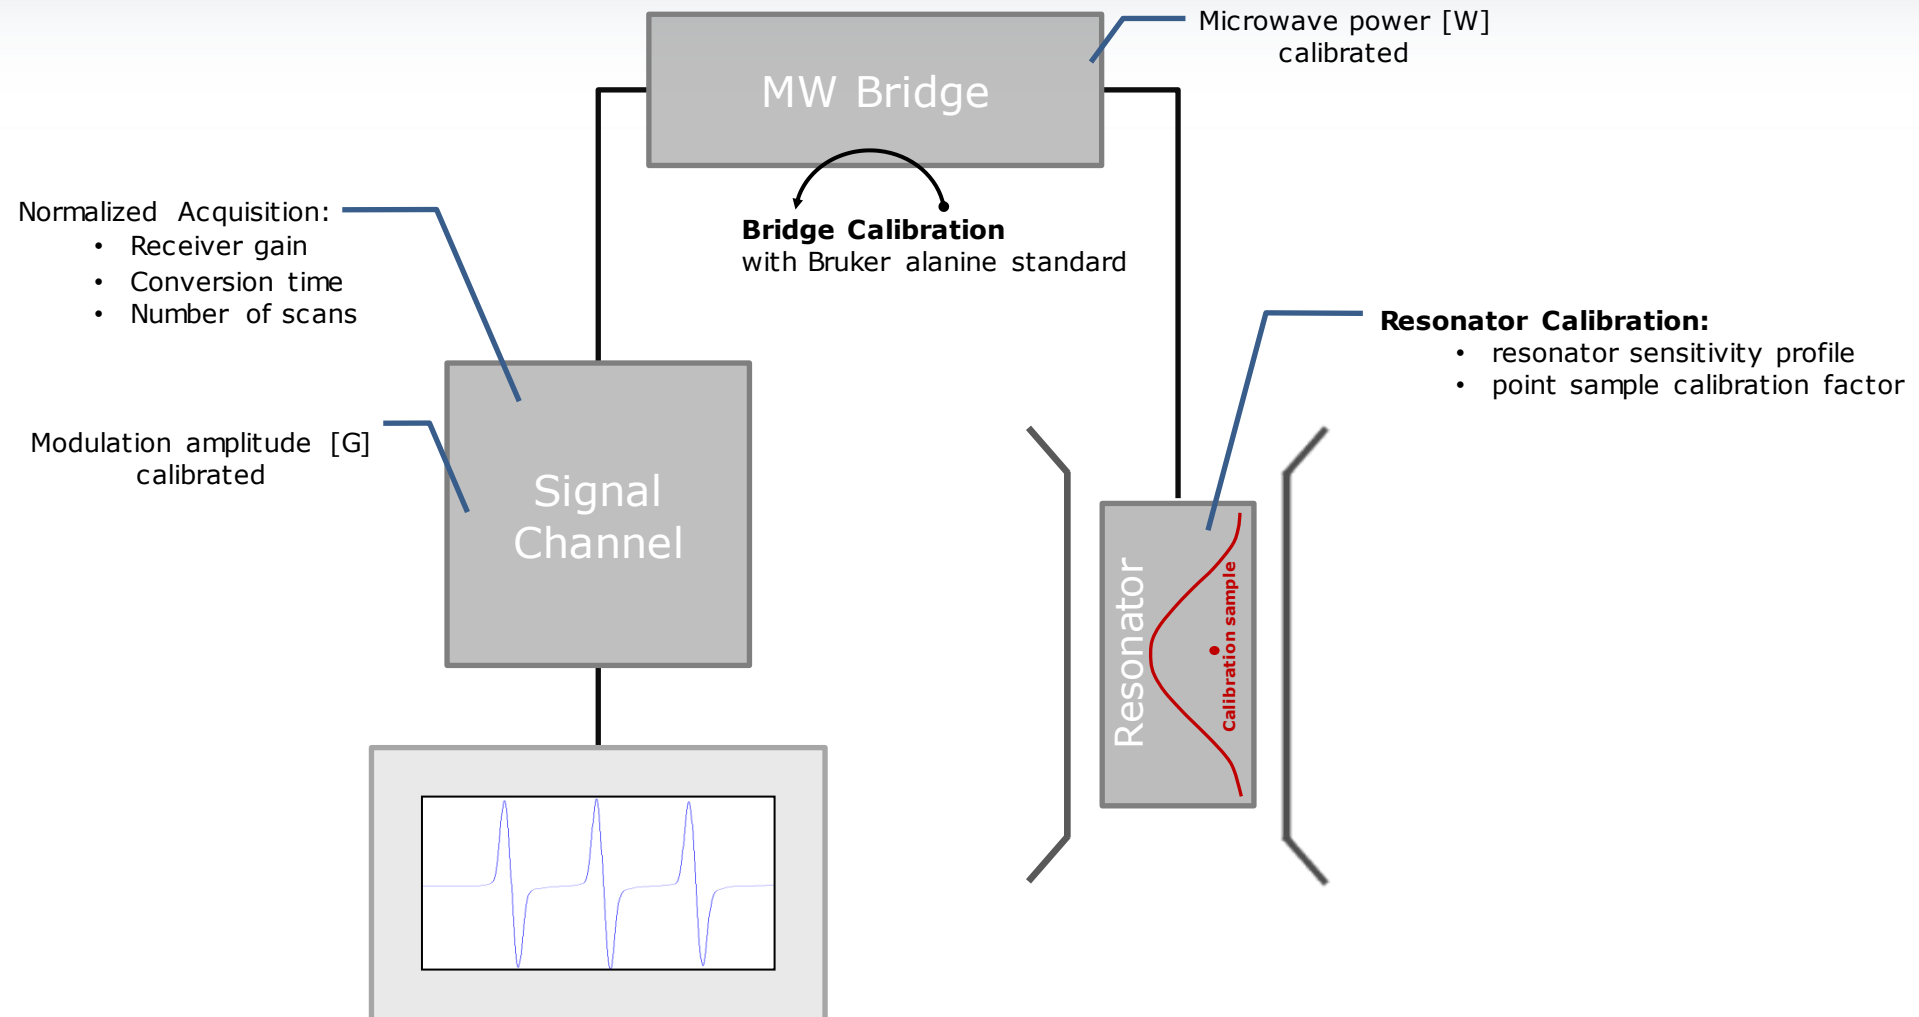 Microwave power [W]
calibrated
MW Bridge
Normalized Acquisition:
• Receiver gain
• Conversion time
• Number of scans
Bridge Calibration
with Bruker alanine standard
Resonator Calibration:
• resonator sensitivity profile
• point sample calibration factor
Modulation amplitude [G]
calibrated
Signal
Channel
Resonator
Calibration sample